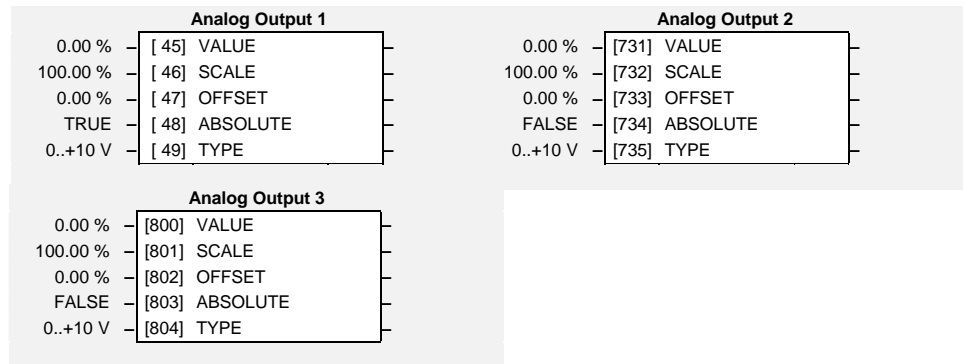 Analog Output 1
0.00 % – [ 45] VALUE –
100.00 % – [ 46] SCALE –
0.00 % – [ 47] OFFSET –
TRUE – [ 48] ABSOLUTE –
0..+10 V – [ 49] TYPE –
Analog Output 2
0.00 % – [731] VALUE –
100.00 % – [732] SCALE –
0.00 % – [733] OFFSET –
FALSE – [734] ABSOLUTE –
0..+10 V – [735] TYPE –
Analog Output 3
0.00 % – [800] VALUE –
100.00 % – [801] SCALE –
0.00 % – [802] OFFSET –
FALSE – [803] ABSOLUTE –
0..+10 V – [804] TYPE –